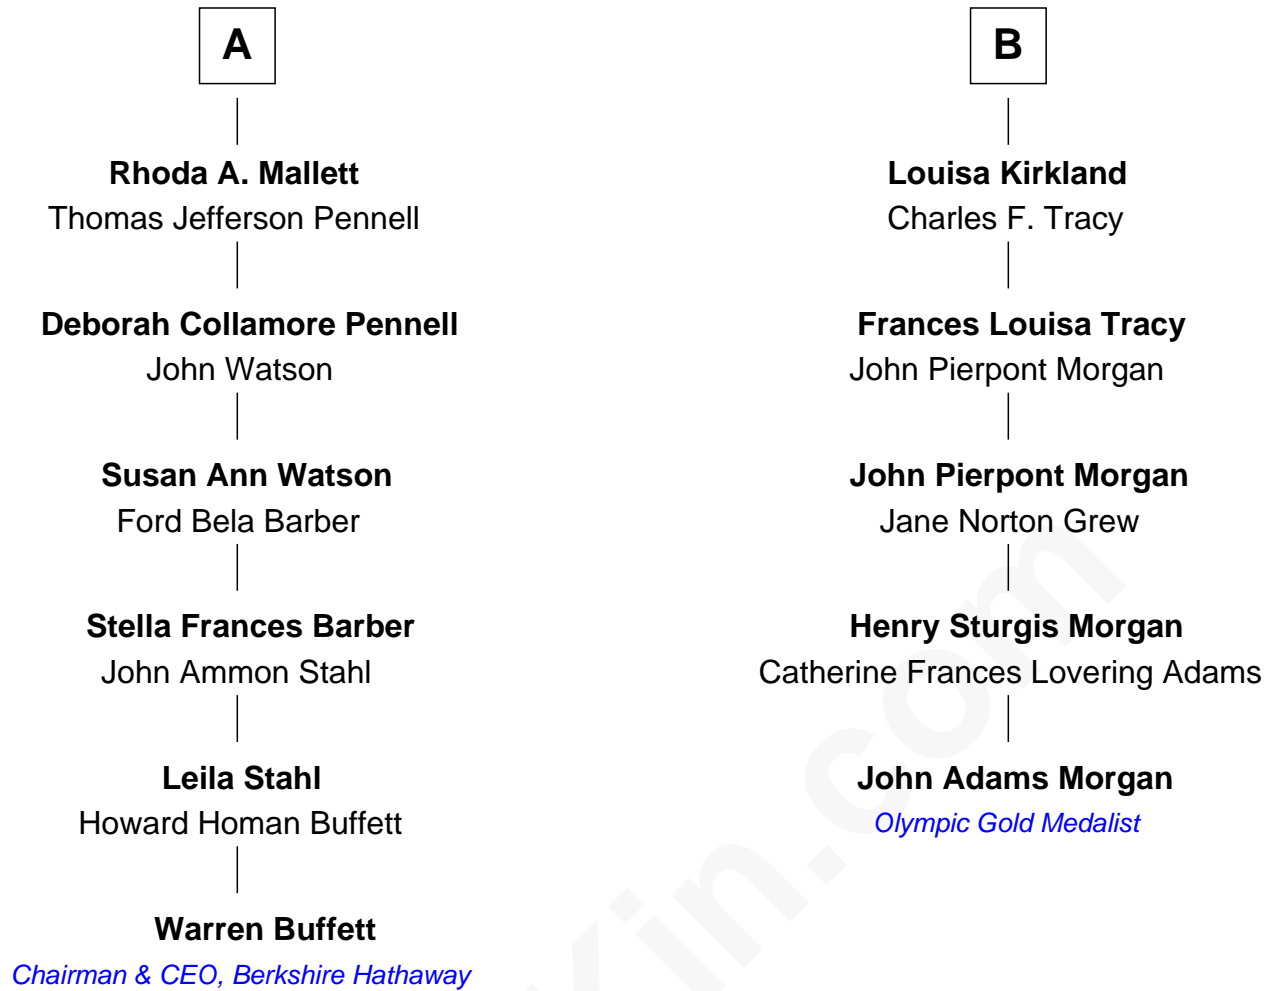 A
Rhoda A. Mallett
Thomas Jefferson Pennell
Deborah Collamore Pennell
John Watson
Susan Ann Watson
Ford Bela Barber
Stella Frances Barber
John Ammon Stahl
Leila Stahl
Howard Homan Buffett
Warren Buffett
Chairman & CEO, Berkshire Hathaway
B
Louisa Kirkland
Charles F. Tracy
Frances Louisa Tracy
John Pierpont Morgan
John Pierpont Morgan
Jane Norton Grew
Henry Sturgis Morgan
Catherine Frances Lovering Adams
John Adams Morgan
Olympic Gold Medalist
Kin.com